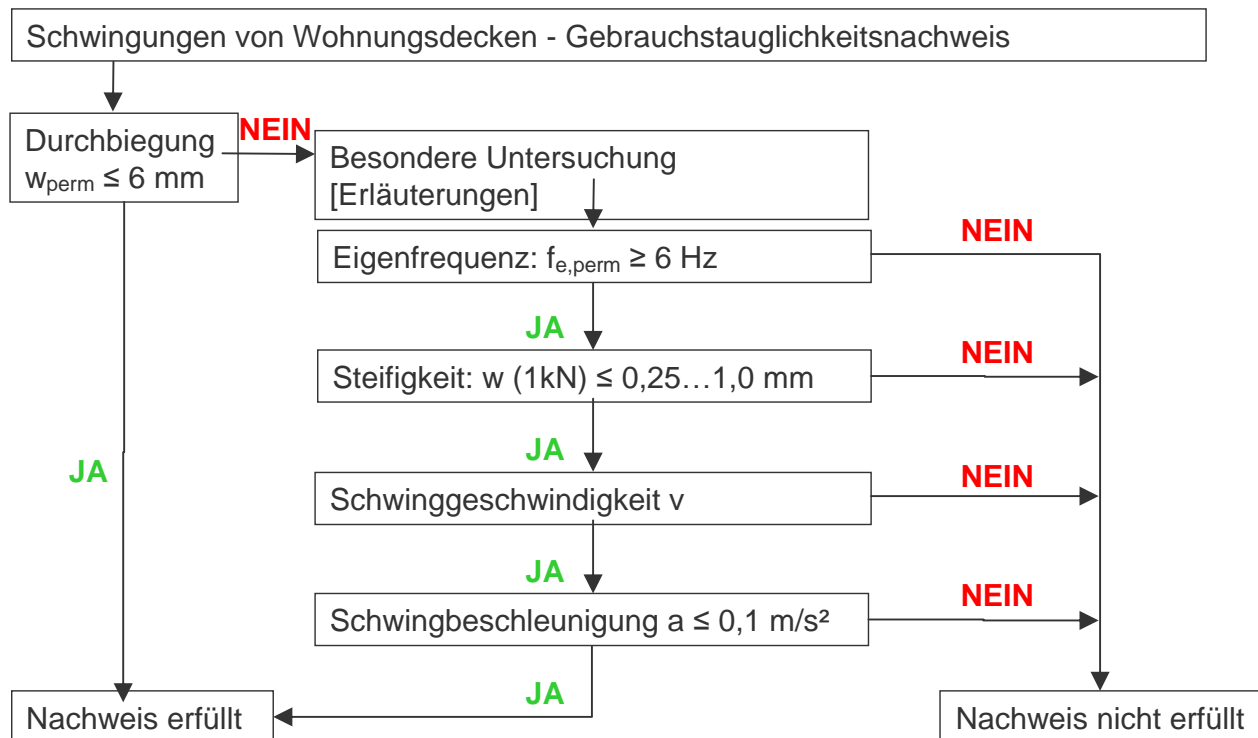 Schwingungen von Wohnungsdecken - Gebrauchstauglichkeitsnachweis
Durchbiegung
w_perm ≤ 6 mm
NEIN
Besondere Untersuchung
[Erläuterungen]
NEIN
Eigenfrequenz: f_e,perm ≥ 6 Hz
JA
NEIN
Steifigkeit: w (1kN) ≤ 0,25…1,0 mm
JA
JA
NEIN
Schwinggeschwindigkeit v
JA
NEIN
Schwingbeschleunigung a ≤ 0,1 m/s²
JA
Nachweis erfüllt
Nachweis nicht erfüllt